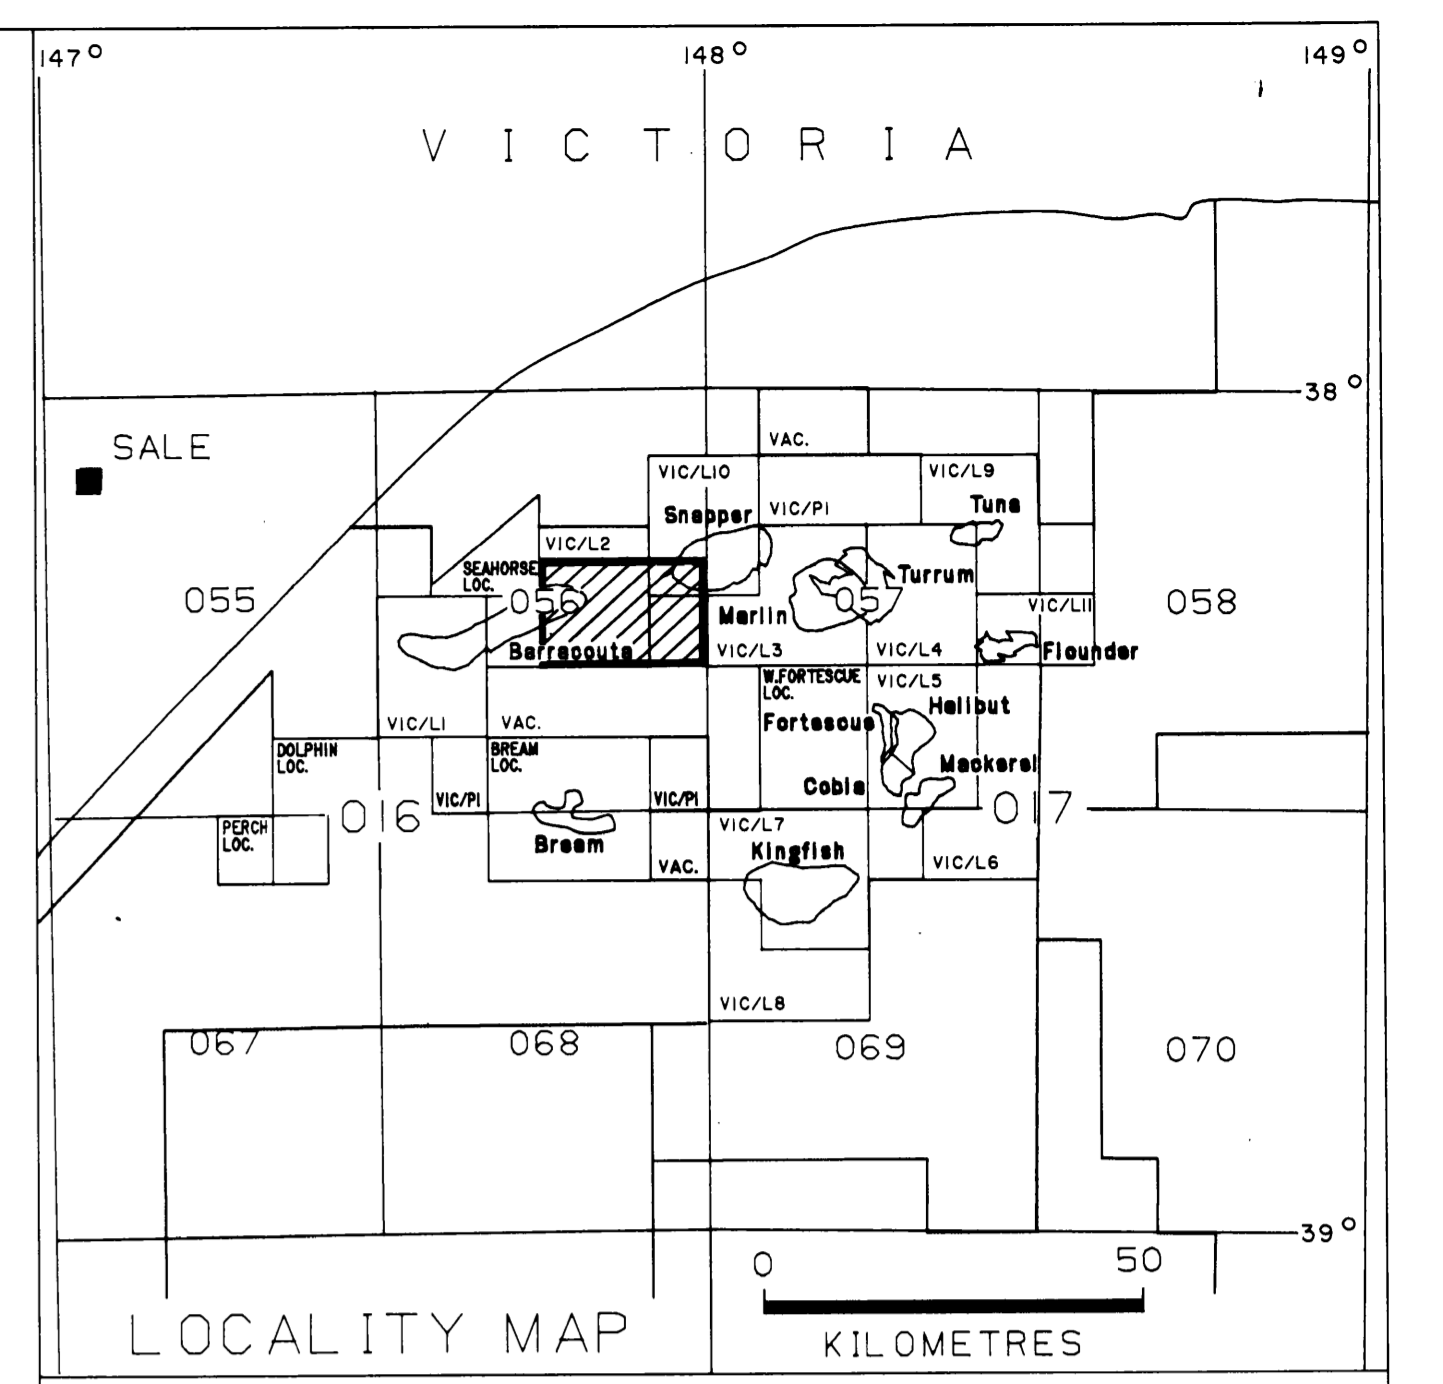 147° 148° 149°
VICTORIA
38°
SALE
VAC.
VIC/L10
VIC/L9
Snapper
VIC/P1
Tuna
VIC/L2
SEAHORSE
LOC.
055
056
Marlin
05
Turrum
VIC/L11
058
Barracouta
VIC/L3
VIC/L4
Flounder
W.FORTESCUE
LOC.
VIC/L5
Halibut
Fortescue
VIC/L1
VAC.
DOLPHIN
LOC.
BREAM
LOC.
Mackerel
Cobia
VIC/P1
VIC/P1
016
017
PERCH
LOC.
Bream
VIC/L7
Kingfish
VAC.
VIC/L6
VIC/L8
067
068
069
070
39°
0 50
KILOMETRES
LOCALITY MAP